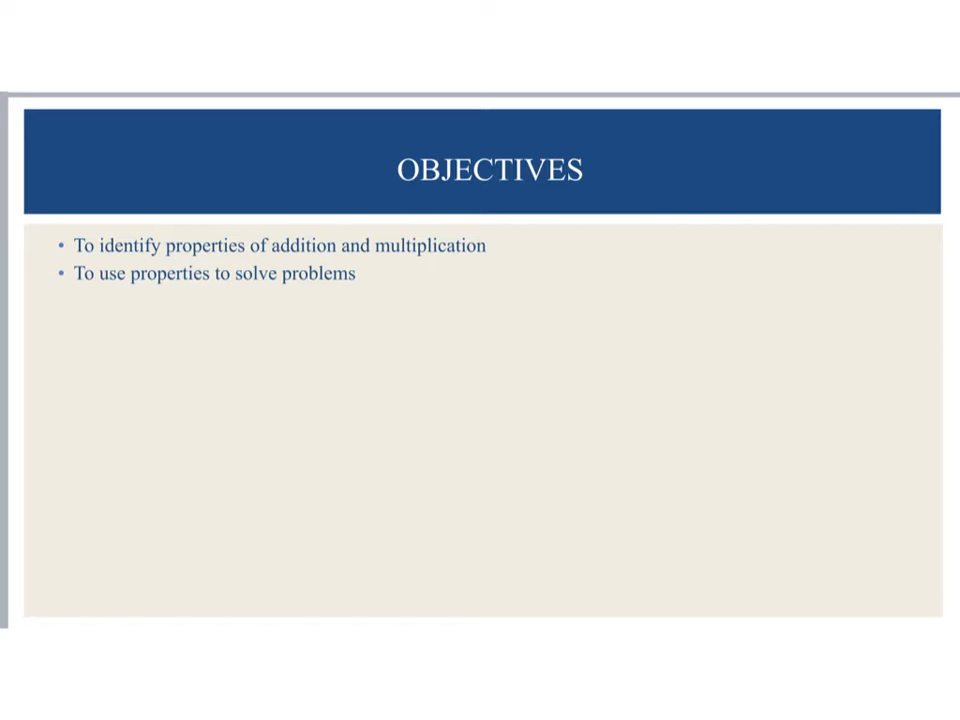 OBJECTIVES
• To identify properties of addition and multiplication
• To use properties to solve problems